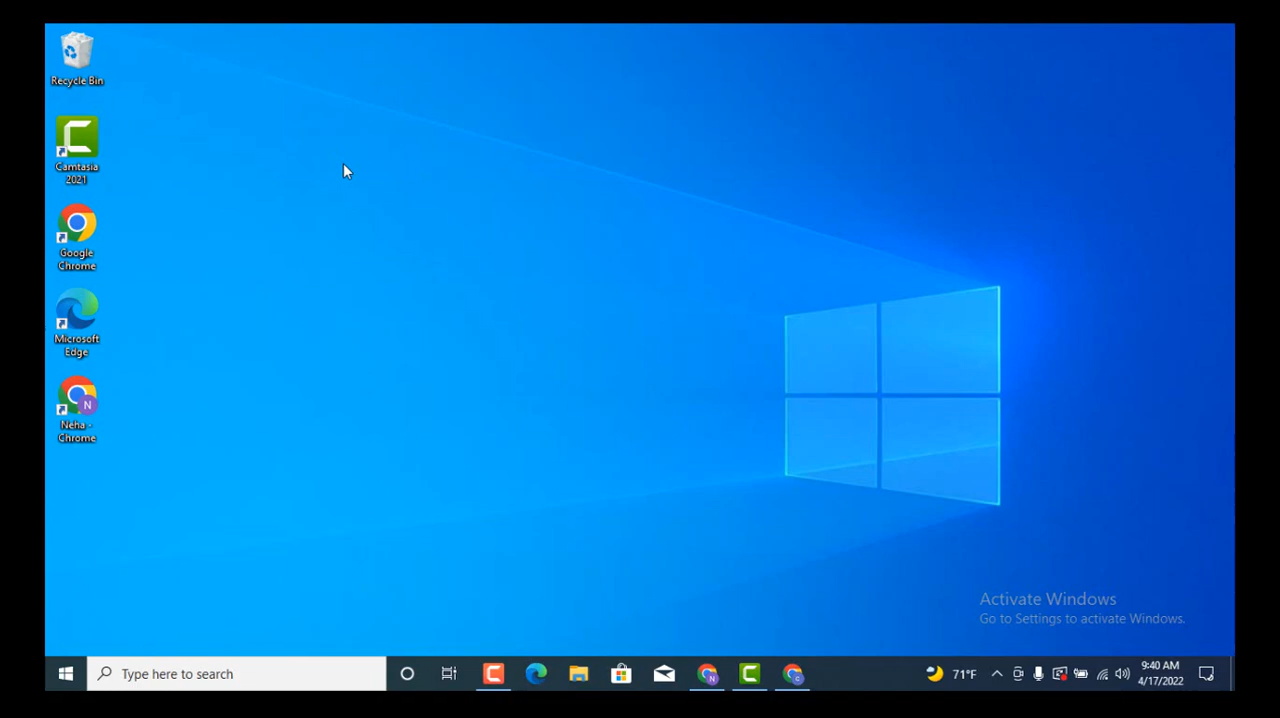 Recycle Bin
Camtasia
2021
Google
Chrome
Microsoft
Edge
N
Neha -
Chrome
Activate Windows
Go to Settings to activate Windows.
Type here to search
N
C
71°F
9:40 AM
4/17/2022